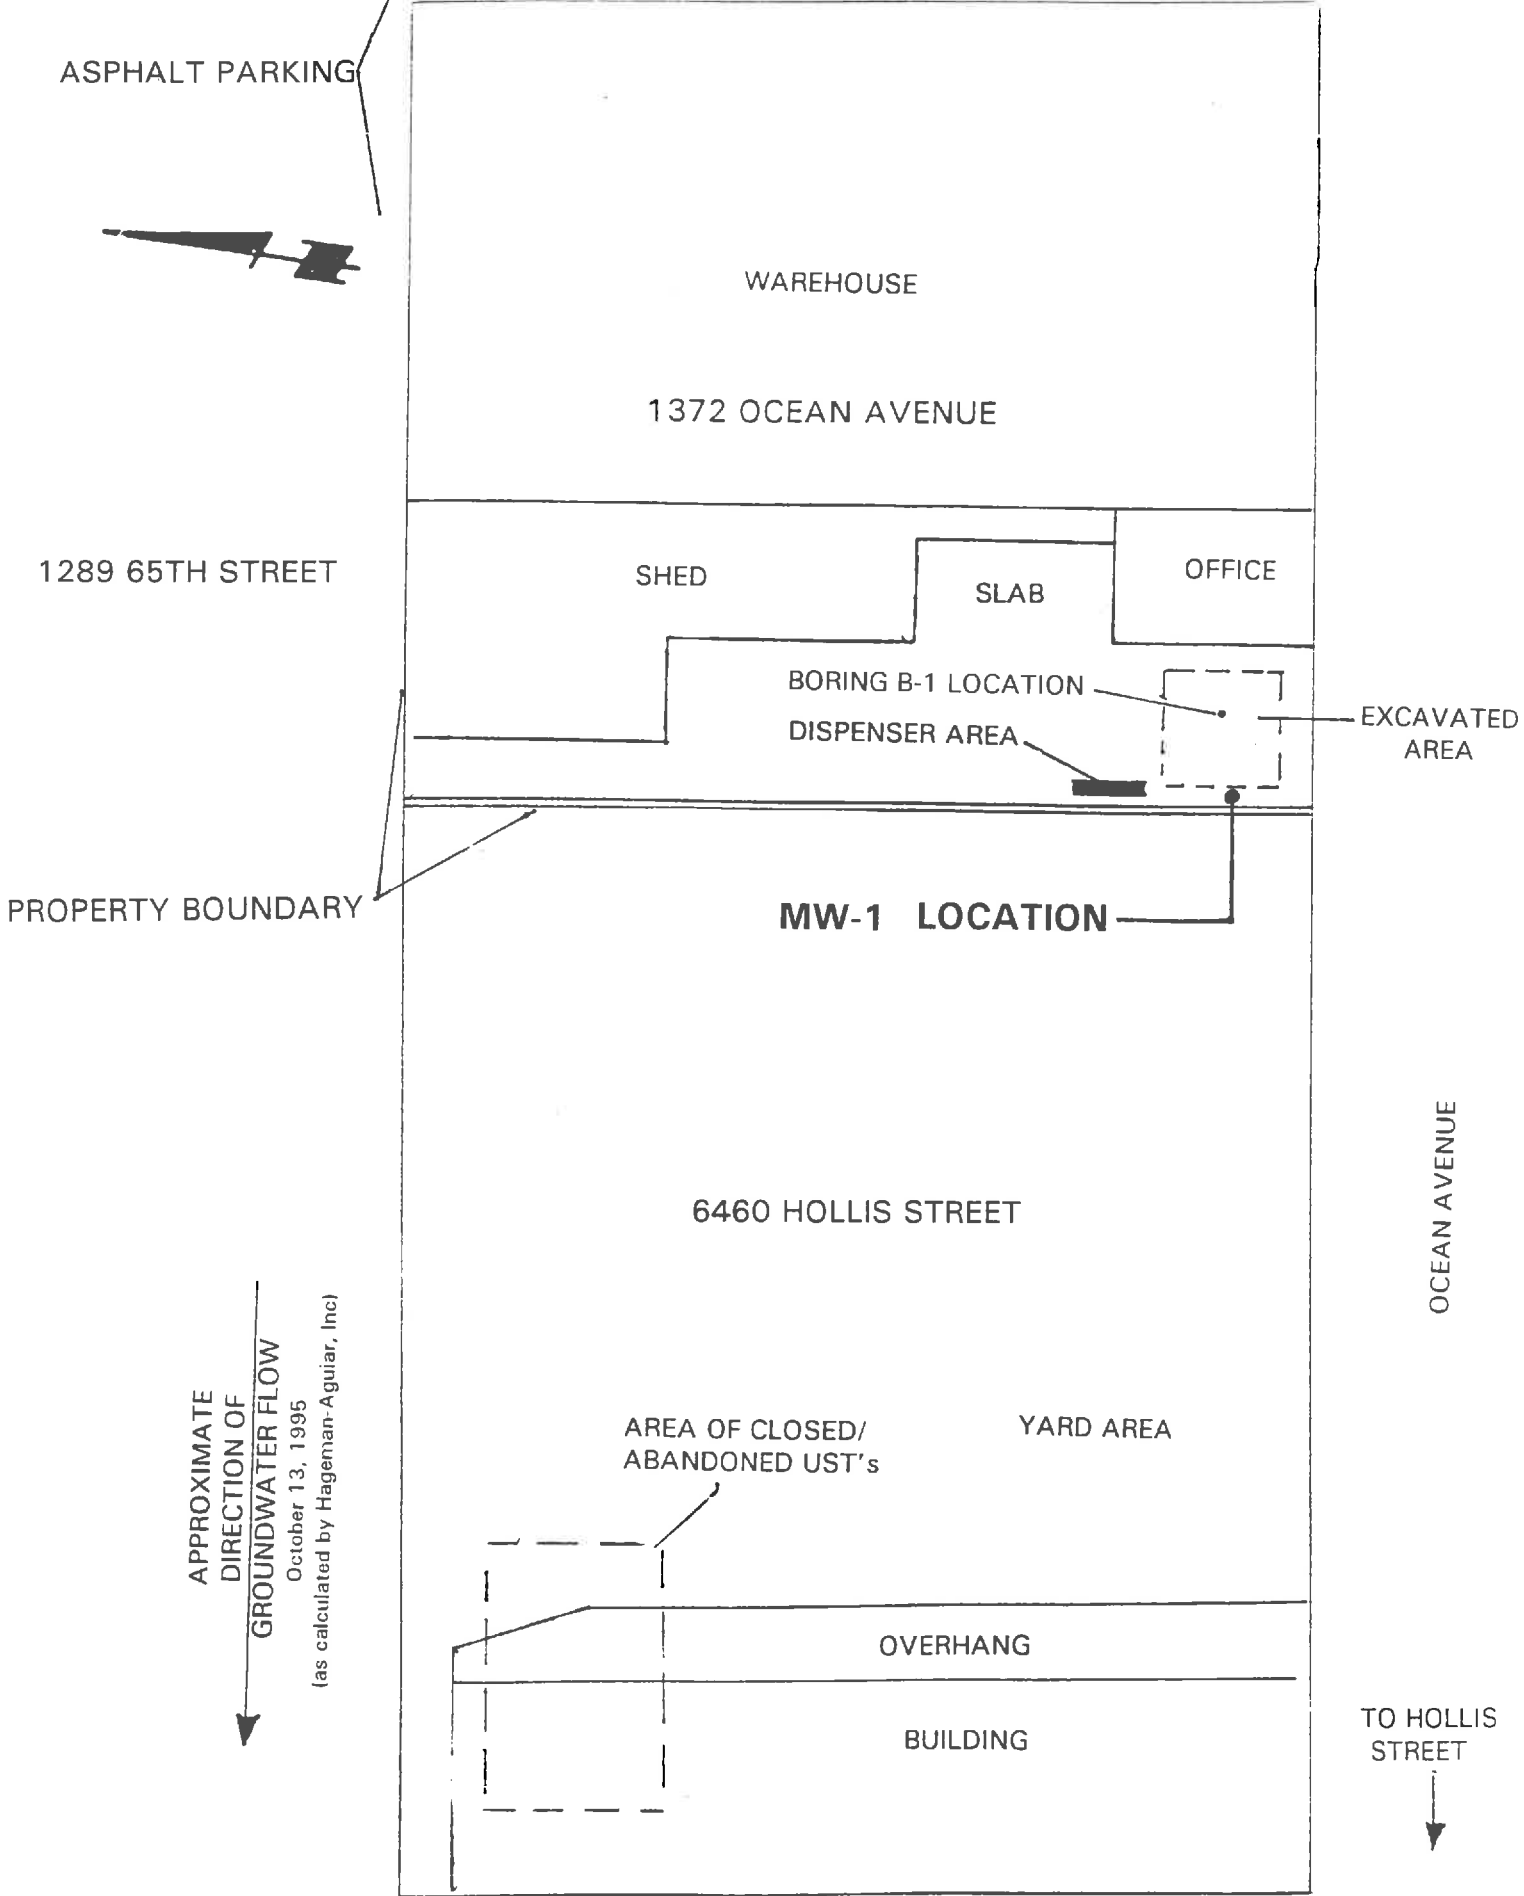 ASPHALT PARKING
N
WAREHOUSE
1372 OCEAN AVENUE
1289 65TH STREET
SHED
SLAB
OFFICE
BORING B-1 LOCATION
DISPENSER AREA
EXCAVATED
AREA
PROPERTY BOUNDARY
MW-1 LOCATION
6460 HOLLIS STREET
OCEAN AVENUE
APPROXIMATE
DIRECTION OF
GROUNDWATER FLOW
October 13, 1995
(as calculated by Hageman-Aguiar, Inc)
AREA OF CLOSED/
ABANDONED UST's
YARD AREA
OVERHANG
BUILDING
TO HOLLIS
STREET